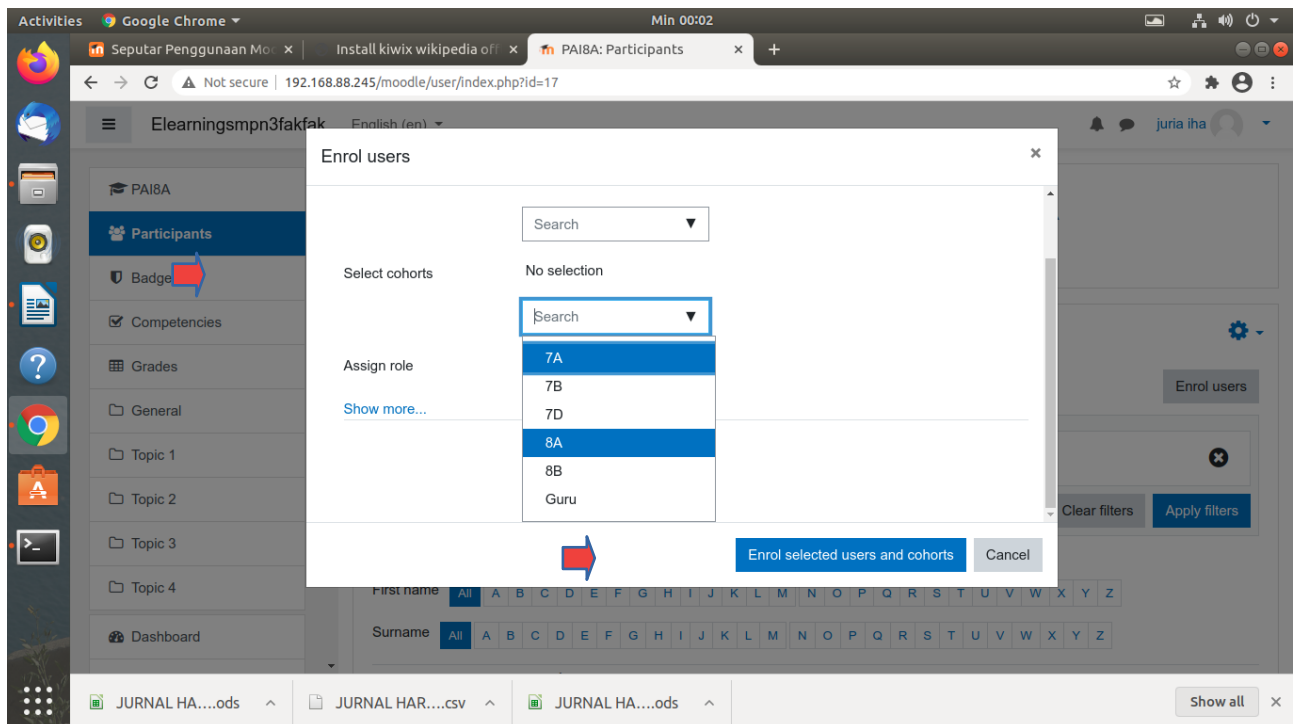 Activities Google Chrome Min 00:02
Seputar Penggunaan Moo Install kiwix wikipedia off PAI8A: Participants
Not secure 192.168.88.245/moodle/user/index.php?id=17
Elearningsmpn3fakfak English (en) juria iha
Enrol users
PAI8A
Participants
Search
Badge
Select cohorts No selection
Competencies
Search
Grades
Assign role
7A
7B
Enrol users
General
Show more...
7D
Topic 1
8A
8B
Topic 2
Guru
Clear filters Apply filters
Topic 3
Enrol selected users and cohorts Cancel
Topic 4
First name All A B C D E F G H I J K L M N O P Q R S T U V W X Y Z
Dashboard
Surname All A B C D E F G H I J K L M N O P Q R S T U V W X Y Z
JURNAL HA....ods JURNAL HAR....csv JURNAL HA....ods Show all